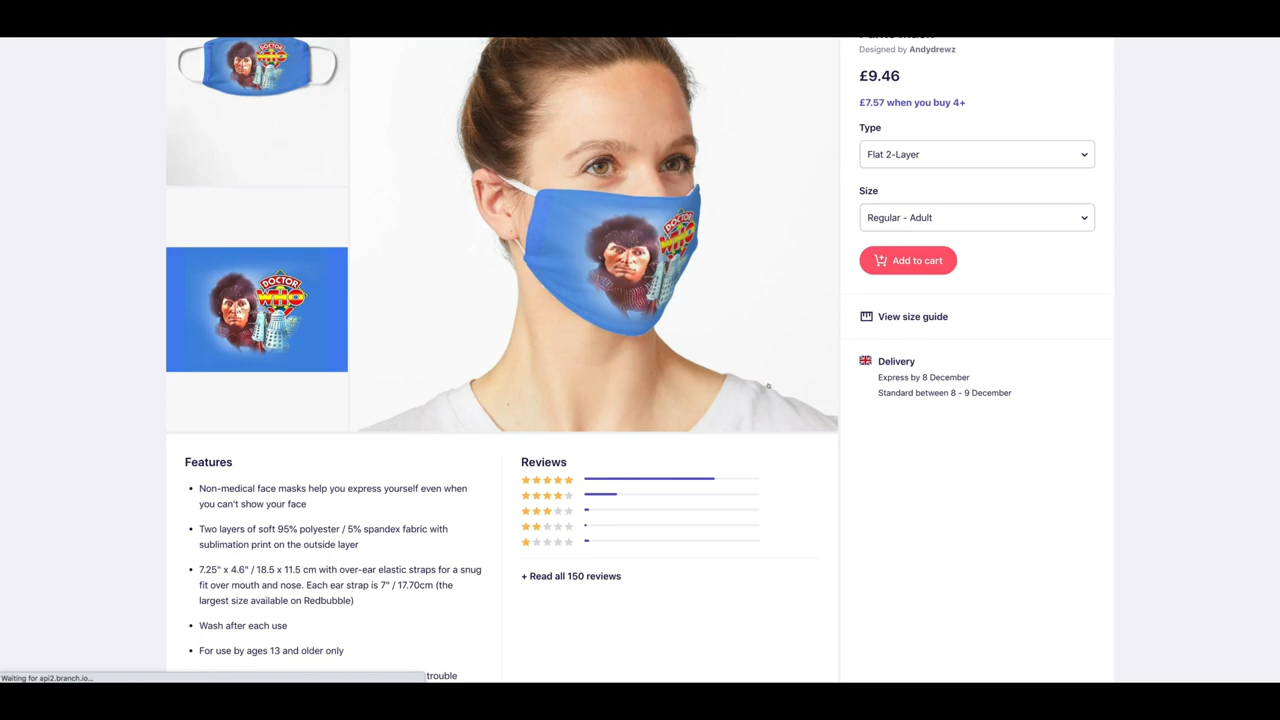 Designed by Andydrewz
£9.46
£7.57 when you buy 4+
Type
Flat 2-Layer
Size
Regular - Adult
Add to cart
View size guide
Delivery
Express by 8 December
Standard between 8 - 9 December
DOCTOR
WHO
DOCTOR
WHO
DOCTOR
WHO
Features
Non-medical face masks help you express yourself even when
you can't show your face
Two layers of soft 95% polyester / 5% spandex fabric with
sublimation print on the outside layer
7.25" x 4.6" / 18.5 x 11.5 cm with over-ear elastic straps for a snug
fit over mouth and nose. Each ear strap is 7" / 17.70cm (the
largest size available on Redbubble)
Wash after each use
For use by ages 13 and older only
trouble
Reviews
+ Read all 150 reviews
Waiting for api2.branch.io...